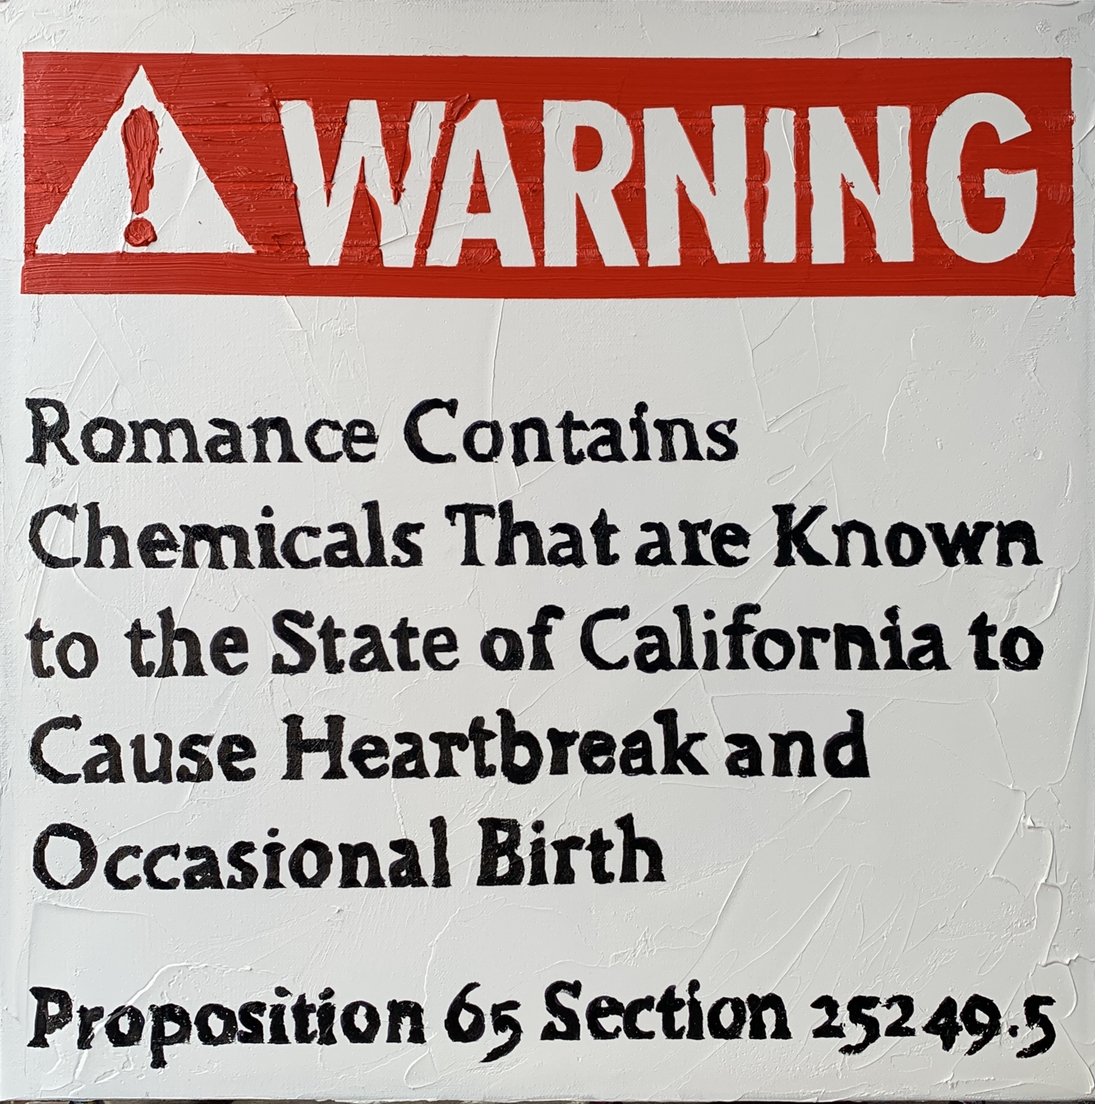 WARNING
Romance Contains
Chemicals That are Known
to the State of California to
Cause Heartbreak and
Occasional Birth
Proposition 65 Section 25249.5